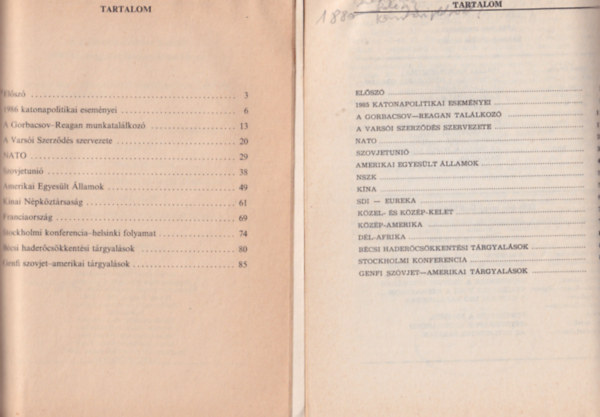 TARTALOM
Előszó 3
1986 katonapolitikai eseményei 6
A Gorbacsov–Reagan munkatalálkozó 13
A Varsói Szerződés szervezete 20
NATO 29
Szovjetunió 38
Amerikai Egyesült Államok 49
Kínai Népköztársaság 61
Franciaország 69
Stockholmi konferencia–helsinki folyamat 74
Bécsi haderőcsökkentési tárgyalások 80
Genfi szovjet–amerikai tárgyalások 85
TARTALOM
ELŐSZÓ
1985 KATONAPOLITIKAI ESEMÉNYEI
A GORBACSOV—REAGAN TALÁLKOZÓ
A VARSÓI SZERZŐDÉS SZERVEZETE
NATO
SZOVJETUNIÓ
AMERIKAI EGYESÜLT ÁLLAMOK
NSZK
KÍNA
SDI — EUREKA
KÖZEL- ÉS KÖZÉP-KELET
KÖZÉP-AMERIKA
DÉL-AFRIKA
BÉCSI HADERŐCSÖKKENTÉSI TÁRGYALÁSOK
STOCKHOLMI KONFERENCIA
GENFI SZOVJET—AMERIKAI TÁRGYALÁSOK